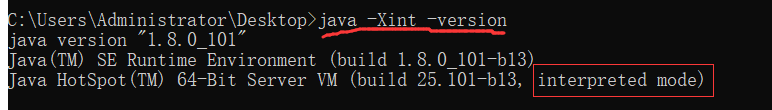 C:\Users\Administrator\Desktop>java -Xint -version
java version "1.8.0_101"
Java(TM) SE Runtime Environment (build 1.8.0_101-b13)
Java HotSpot(TM) 64-Bit Server VM (build 25.101-b13, interpreted mode)